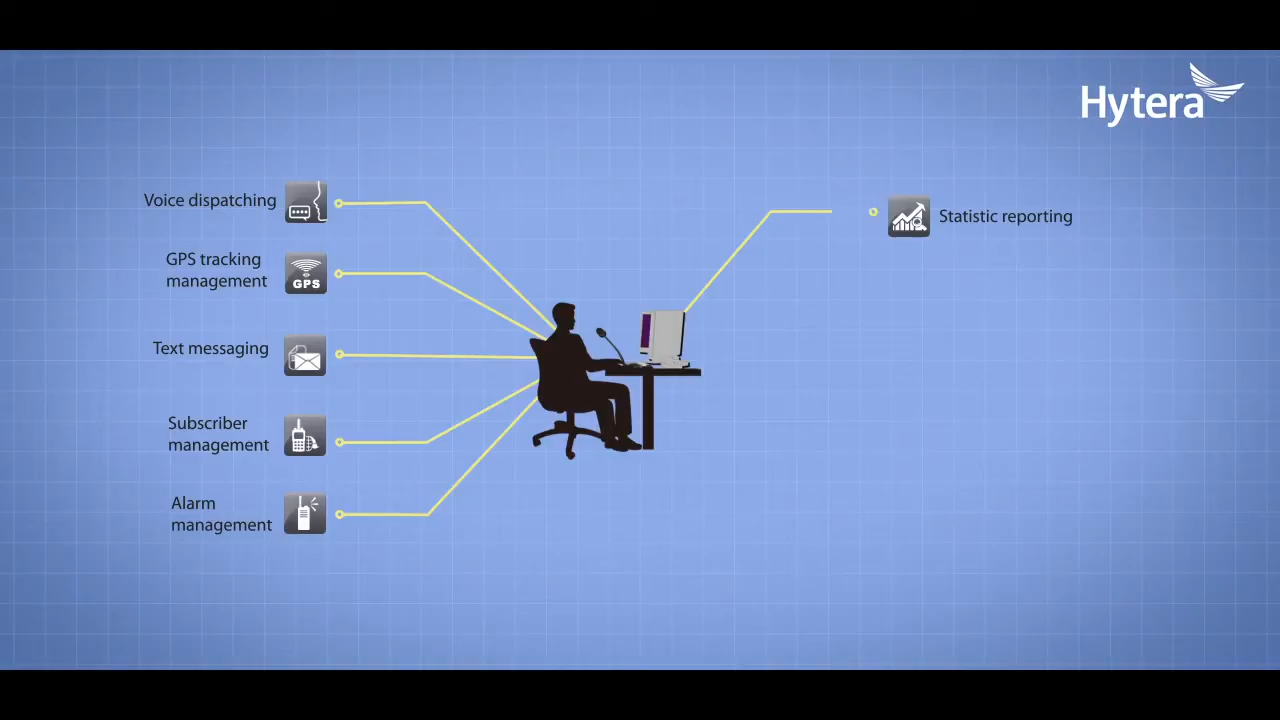 Hytera
Voice dispatching
GPS tracking
management
GPS
Text messaging
Subscriber
management
Alarm
management
Statistic reporting